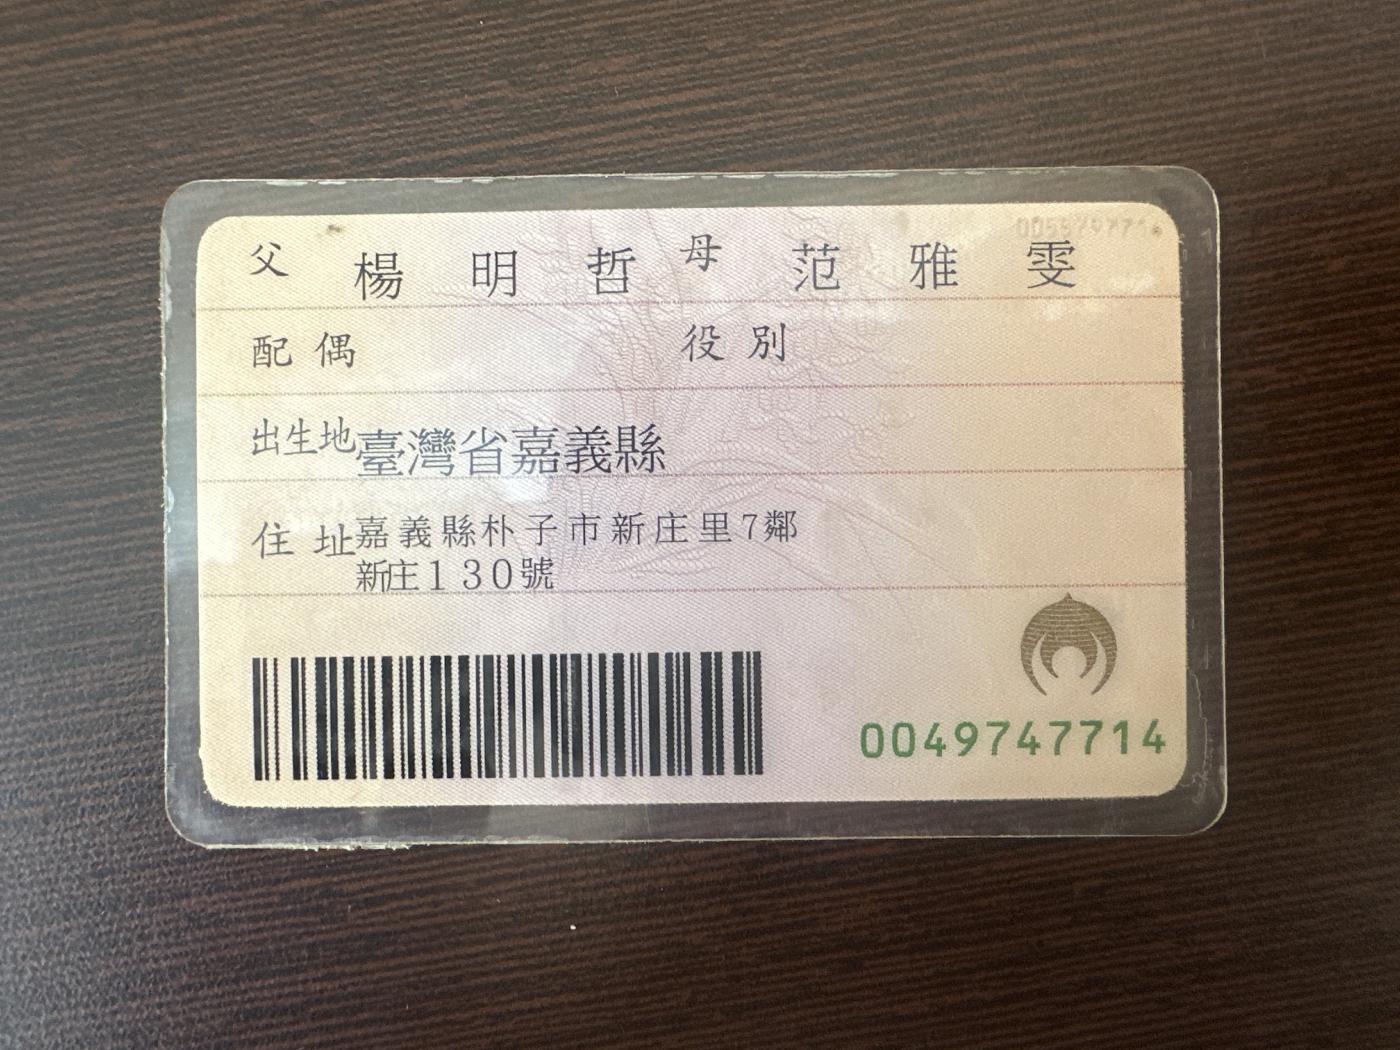 父 楊明哲 母 范雅雯
配偶 役別
出生地 臺灣省嘉義縣
住址 嘉義縣朴子市新庄里7鄰
新庄130號
0049747714